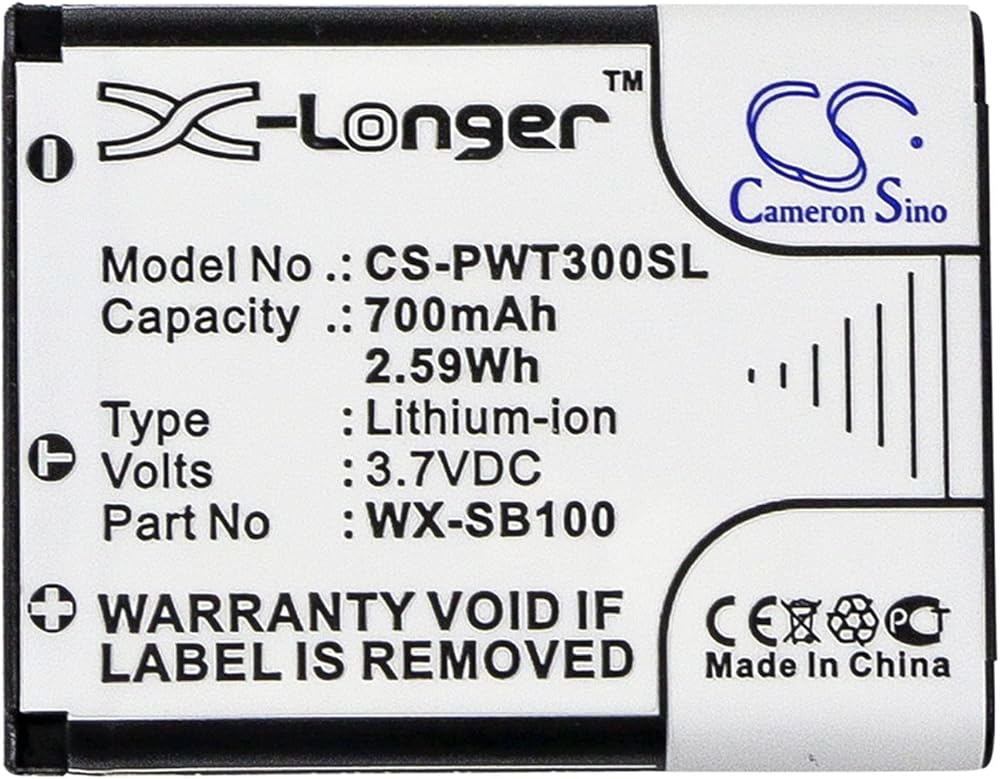 X-Longer™
CS.
Cameron Sino
Model No .: CS-PWT300SL
Capacity .: 700mAh
2.59Wh
Type : Lithium-ion
Volts : 3.7VDC
Part No : WX-SB100
WARRANTY VOID IF
LABEL IS REMOVED
- T +
CE PCT
Made In China